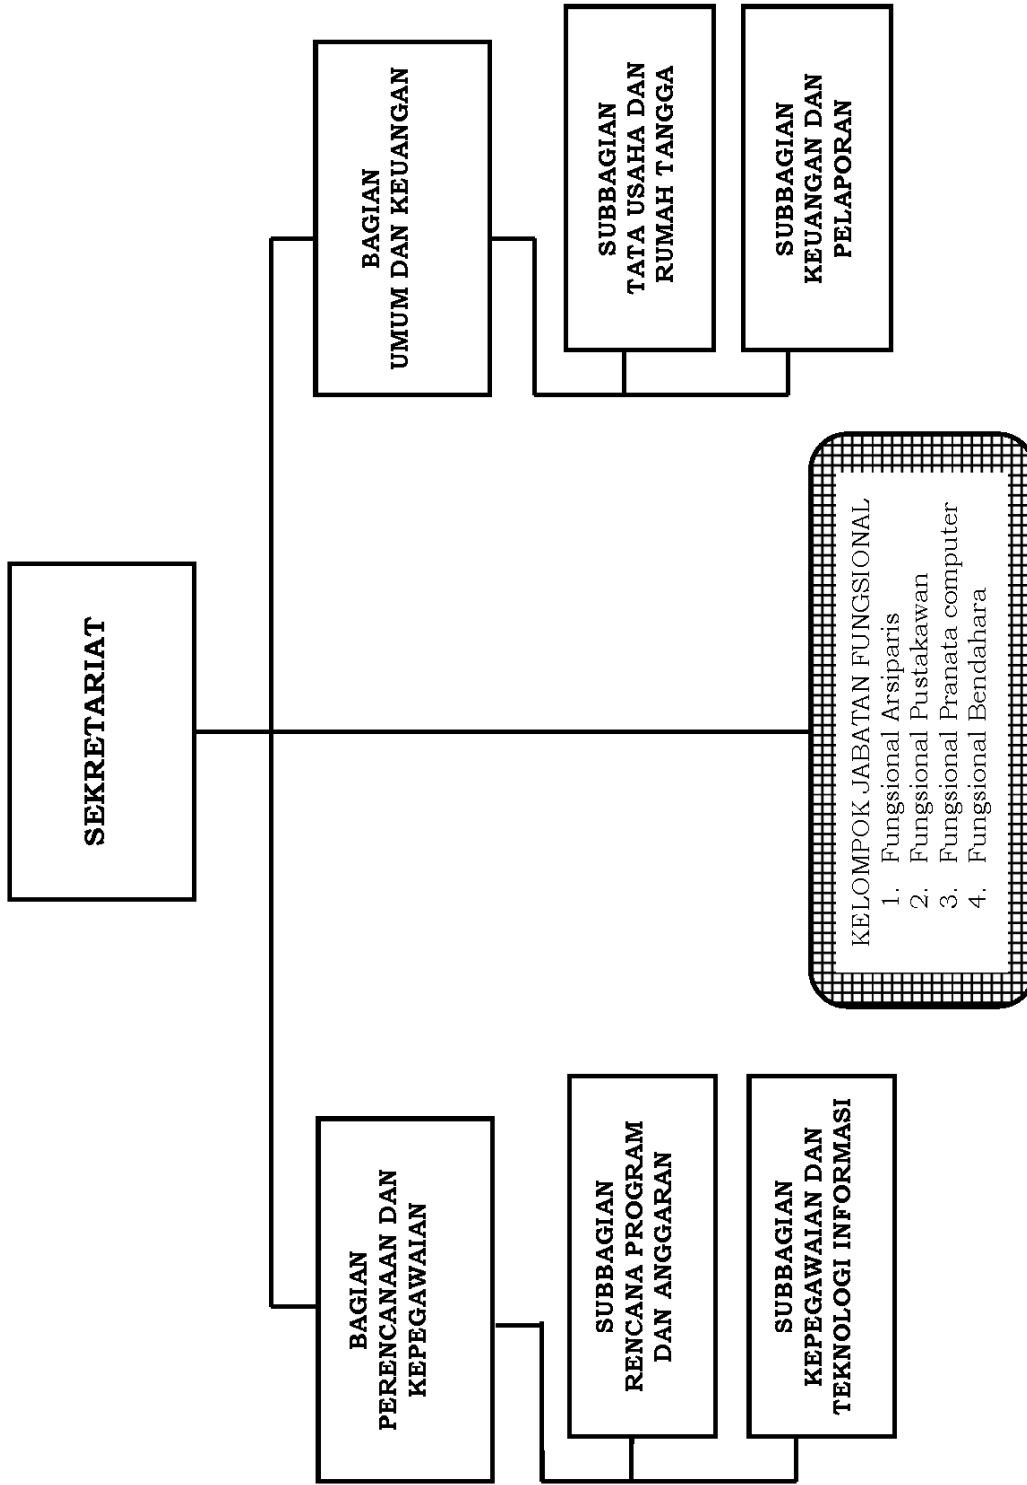 SEKRETARIAT
BAGIAN
PERENCANAAN DAN
KEPEGAWAIAN
BAGIAN
UMUM DAN KEUANGAN
SUBBAGIAN
RENCANA PROGRAM
DAN ANGGARAN
SUBBAGIAN
KEPEGAWAIAN DAN
TEKNOLOGI INFORMASI
SUBBAGIAN
TATA USAHA DAN
RUMAH TANGGA
SUBBAGIAN
KEUANGAN DAN
PELAPORAN
KELOMPOK JABATAN FUNGSIONAL
1. Fungsional Arsiparis
2. Fungsional Pustakawan
3. Fungsional Pranata computer
4. Fungsional Bendahara